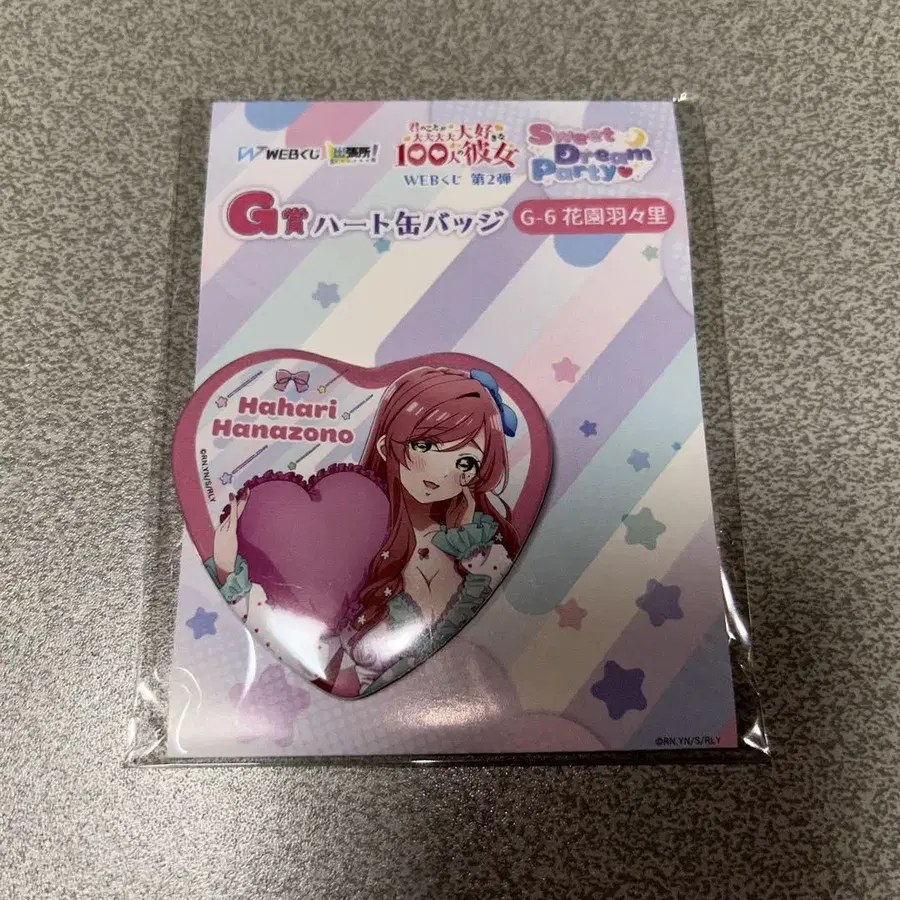 WEBくじ 出張所!
君のことが
大大大大大好きな
100人の彼女
WEBくじ 第2弾
Sweet
Dream
Party
G賞 ハート缶バッジ G-6 花園羽々里
Hahari
Hanazono
©RN.YN/S/RLY
©RN.YN/S/RLY